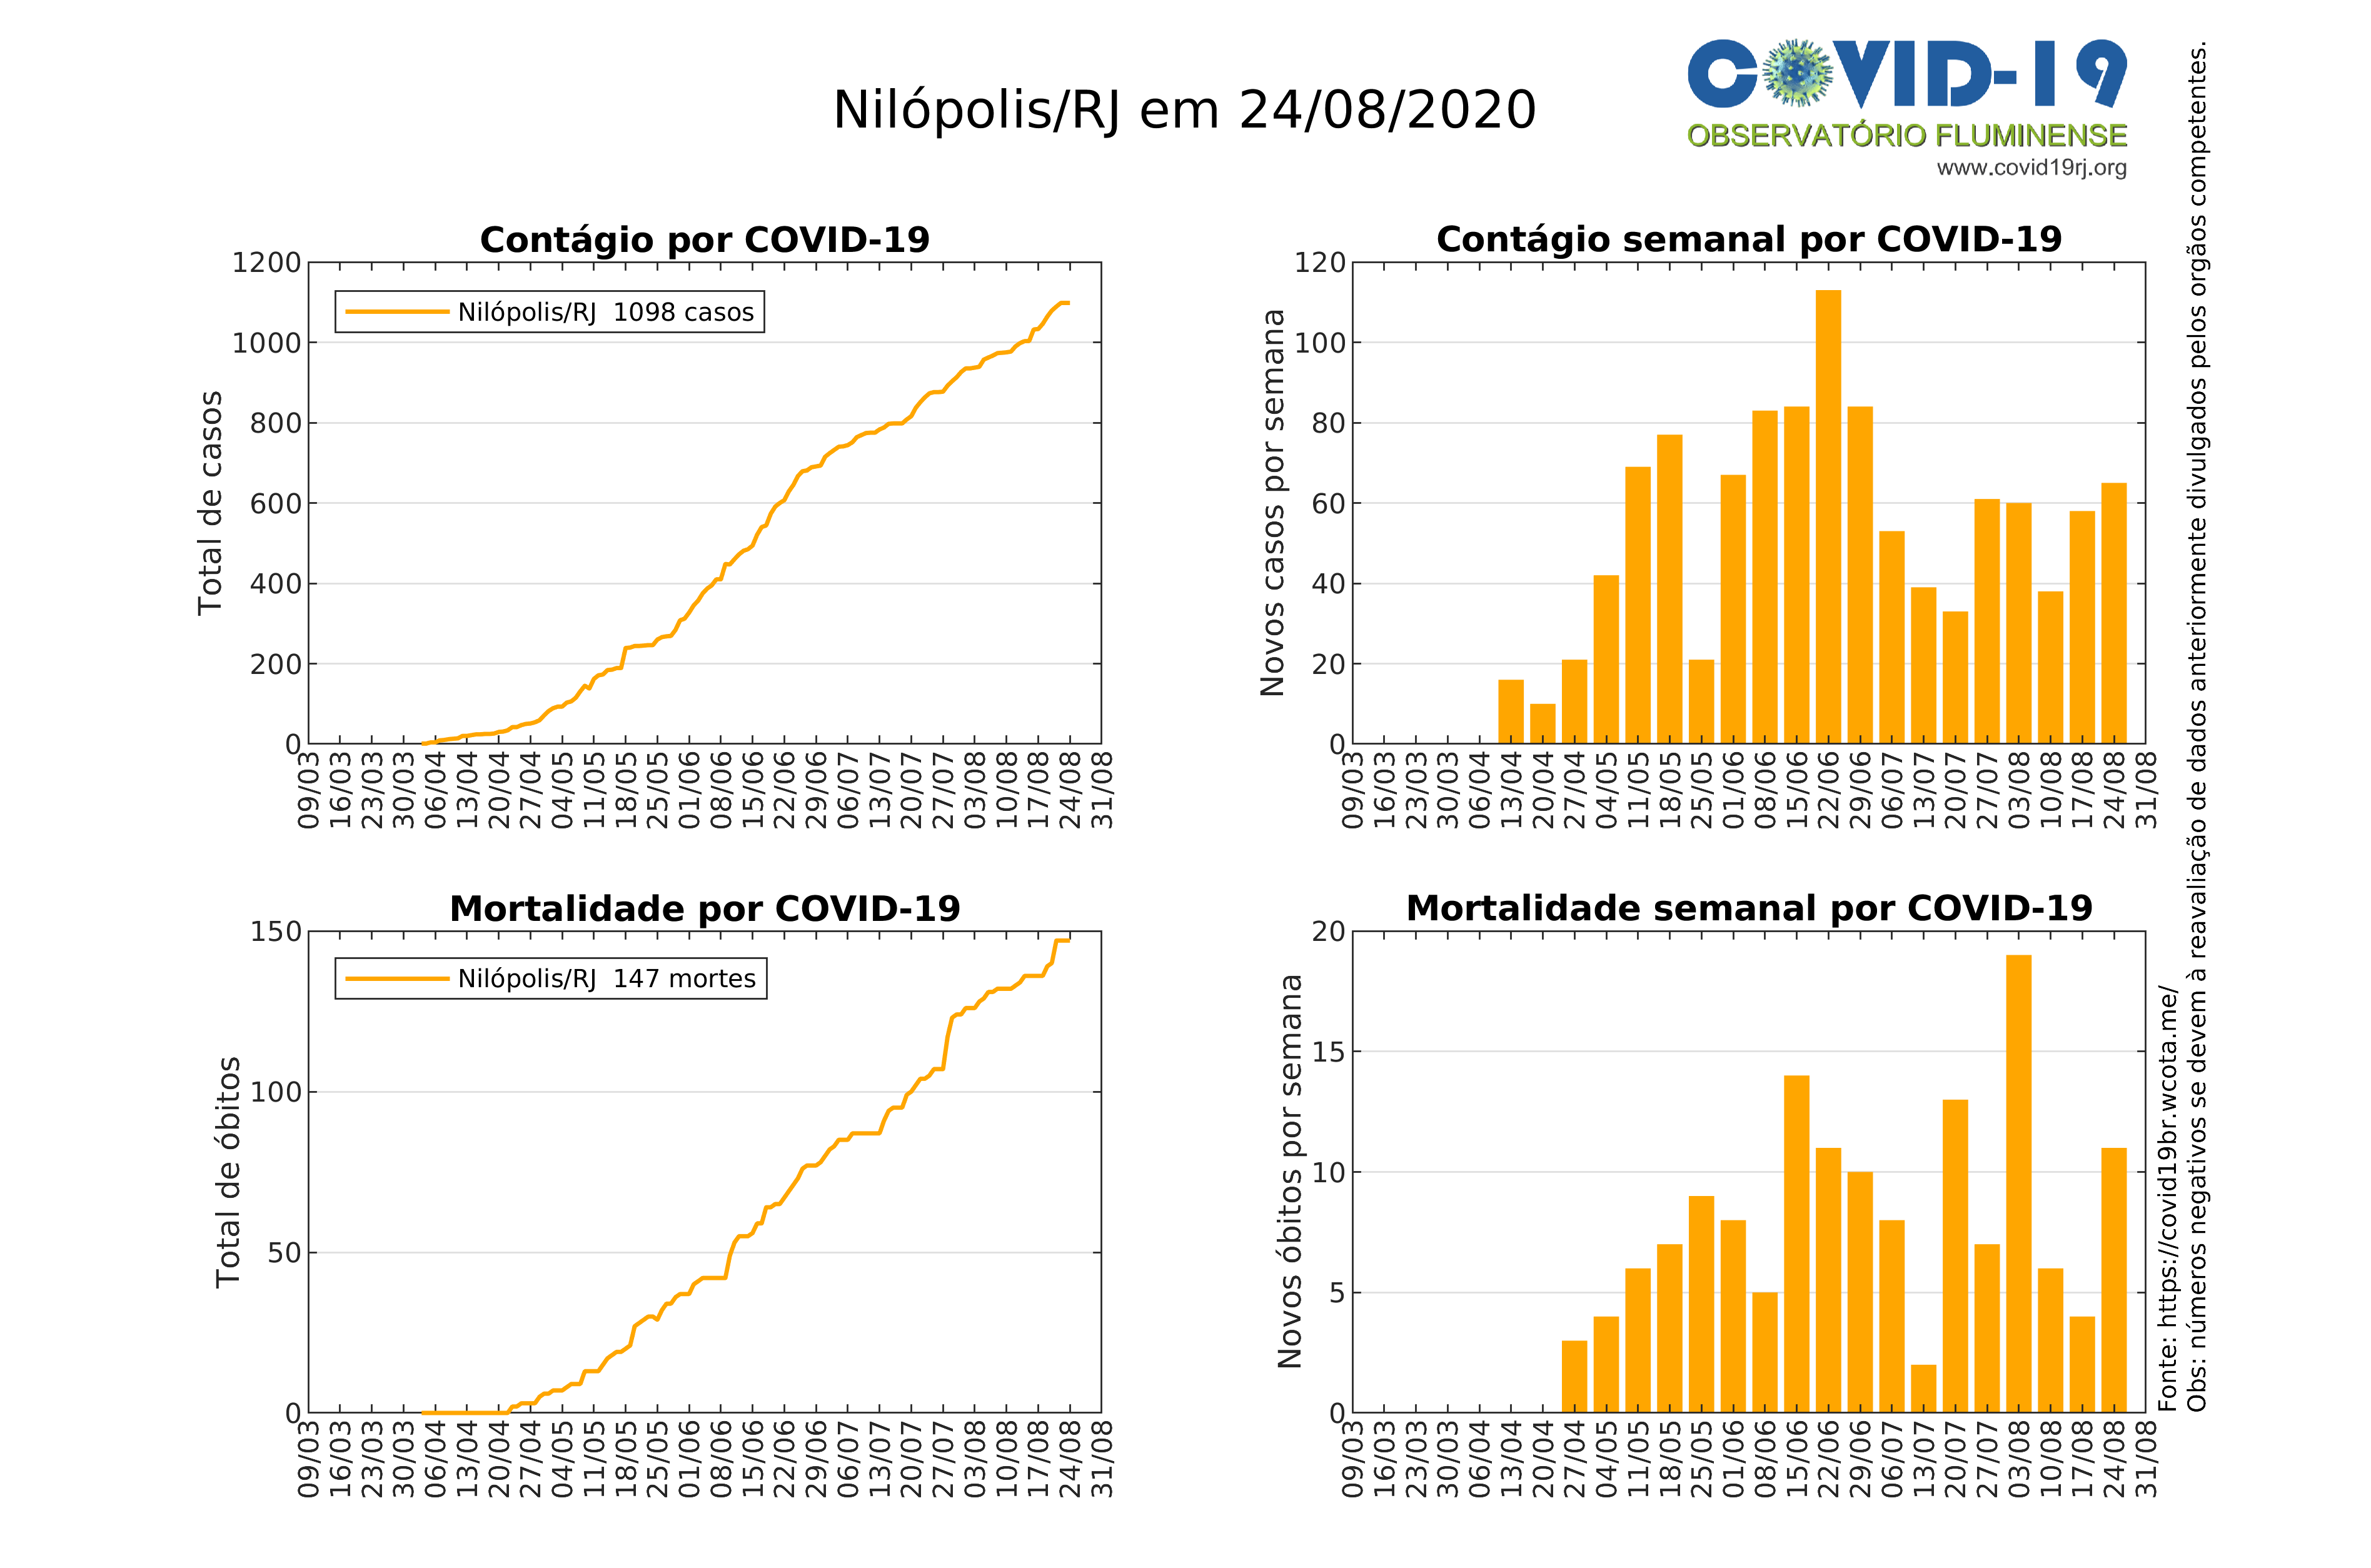 Nilópolis/RJ em 24/08/2020
COVID-19
OBSERVATÓRIO FLUMINENSE
www.covid19rj.org
Contágio por COVID-19
Total de casos
1200
1000
800
600
400
200
0
Nilópolis/RJ 1098 casos
09/03 16/03 23/03 30/03 06/04 13/04 20/04 27/04 04/05 11/05 18/05 25/05 01/06 08/06 15/06 22/06 29/06 06/07 13/07 20/07 27/07 03/08 10/08 17/08 24/08 31/08
Contágio semanal por COVID-19
Novos casos por semana
120
100
80
60
40
20
0
09/03 16/03 23/03 30/03 06/04 13/04 20/04 27/04 04/05 11/05 18/05 25/05 01/06 08/06 15/06 22/06 29/06 06/07 13/07 20/07 27/07 03/08 10/08 17/08 24/08 31/08
Mortalidade por COVID-19
Total de óbitos
150
100
50
0
Nilópolis/RJ 147 mortes
09/03 16/03 23/03 30/03 06/04 13/04 20/04 27/04 04/05 11/05 18/05 25/05 01/06 08/06 15/06 22/06 29/06 06/07 13/07 20/07 27/07 03/08 10/08 17/08 24/08 31/08
Mortalidade semanal por COVID-19
Novos óbitos por semana
20
15
10
5
0
09/03 16/03 23/03 30/03 06/04 13/04 20/04 27/04 04/05 11/05 18/05 25/05 01/06 08/06 15/06 22/06 29/06 06/07 13/07 20/07 27/07 03/08 10/08 17/08 24/08 31/08
Fonte: https://covid19br.wcota.me/
Obs: números negativos se devem à reavaliação de dados anteriormente divulgados pelos orgãos competentes.